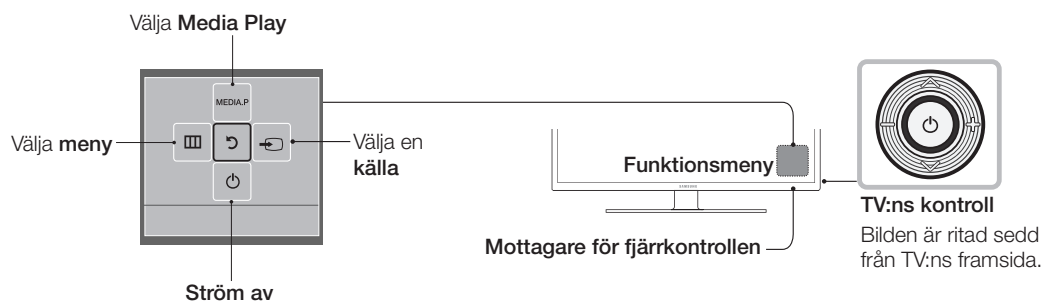 Välja Media Play
MEDIA.P
Välja meny
Välja en
källa
Ström av
Funktionsmeny
SAMSUNG
Mottagare för fjärrkontrollen
TV:ns kontroll
Bilden är ritad sedd
från TV:ns framsida.